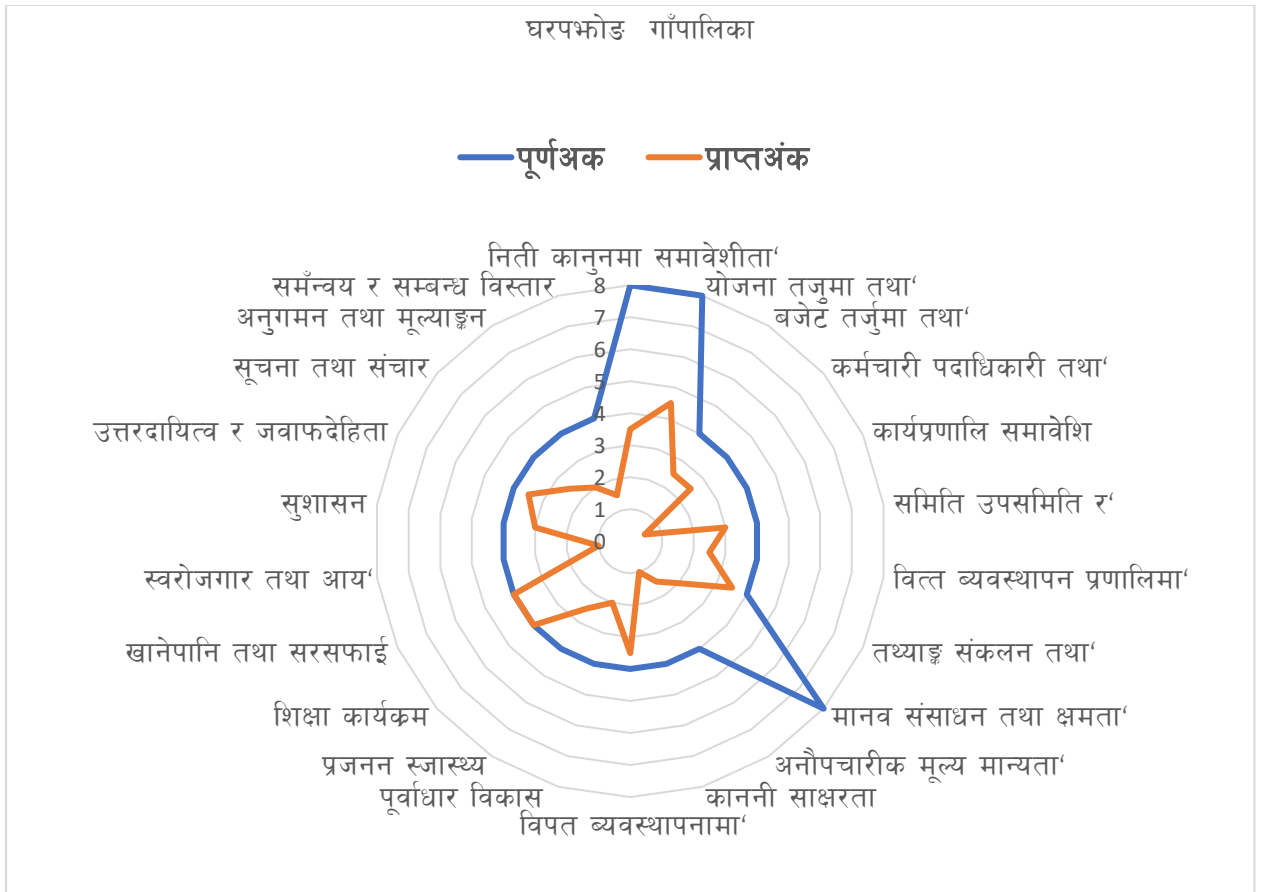 घरपझोङ गाँपालिका
पूर्णअक प्राप्तअंक
निती कानुनमा समावेशीता‘
योजना तजुमा तथा‘
बजेट तर्जुमा तथा‘
कर्मचारी पदाधिकारी तथा‘
कार्यप्रणालि समावेशि
समिति उपसमिति र‘
वित्त ब्यवस्थापन प्रणालिमा‘
तथ्याङ्क संकलन तथा‘
मानव संसाधन तथा क्षमता‘
अनौपचारीक मूल्य मान्यता‘
काननी साक्षरता
विपत ब्यवस्थापनामा‘
पूर्वाधार विकास
प्रजनन स्जास्थ्य
शिक्षा कार्यक्रम
खानेपानि तथा सरसफाई
स्वरोजगार तथा आय‘
सुशासन
उत्तरदायित्व र जवाफदेहिता
सूचना तथा संचार
अनुगमन तथा मूल्याङ्कन
समँन्वय र सम्बन्ध विस्तार
8
7
6
5
4
3
2
1
0